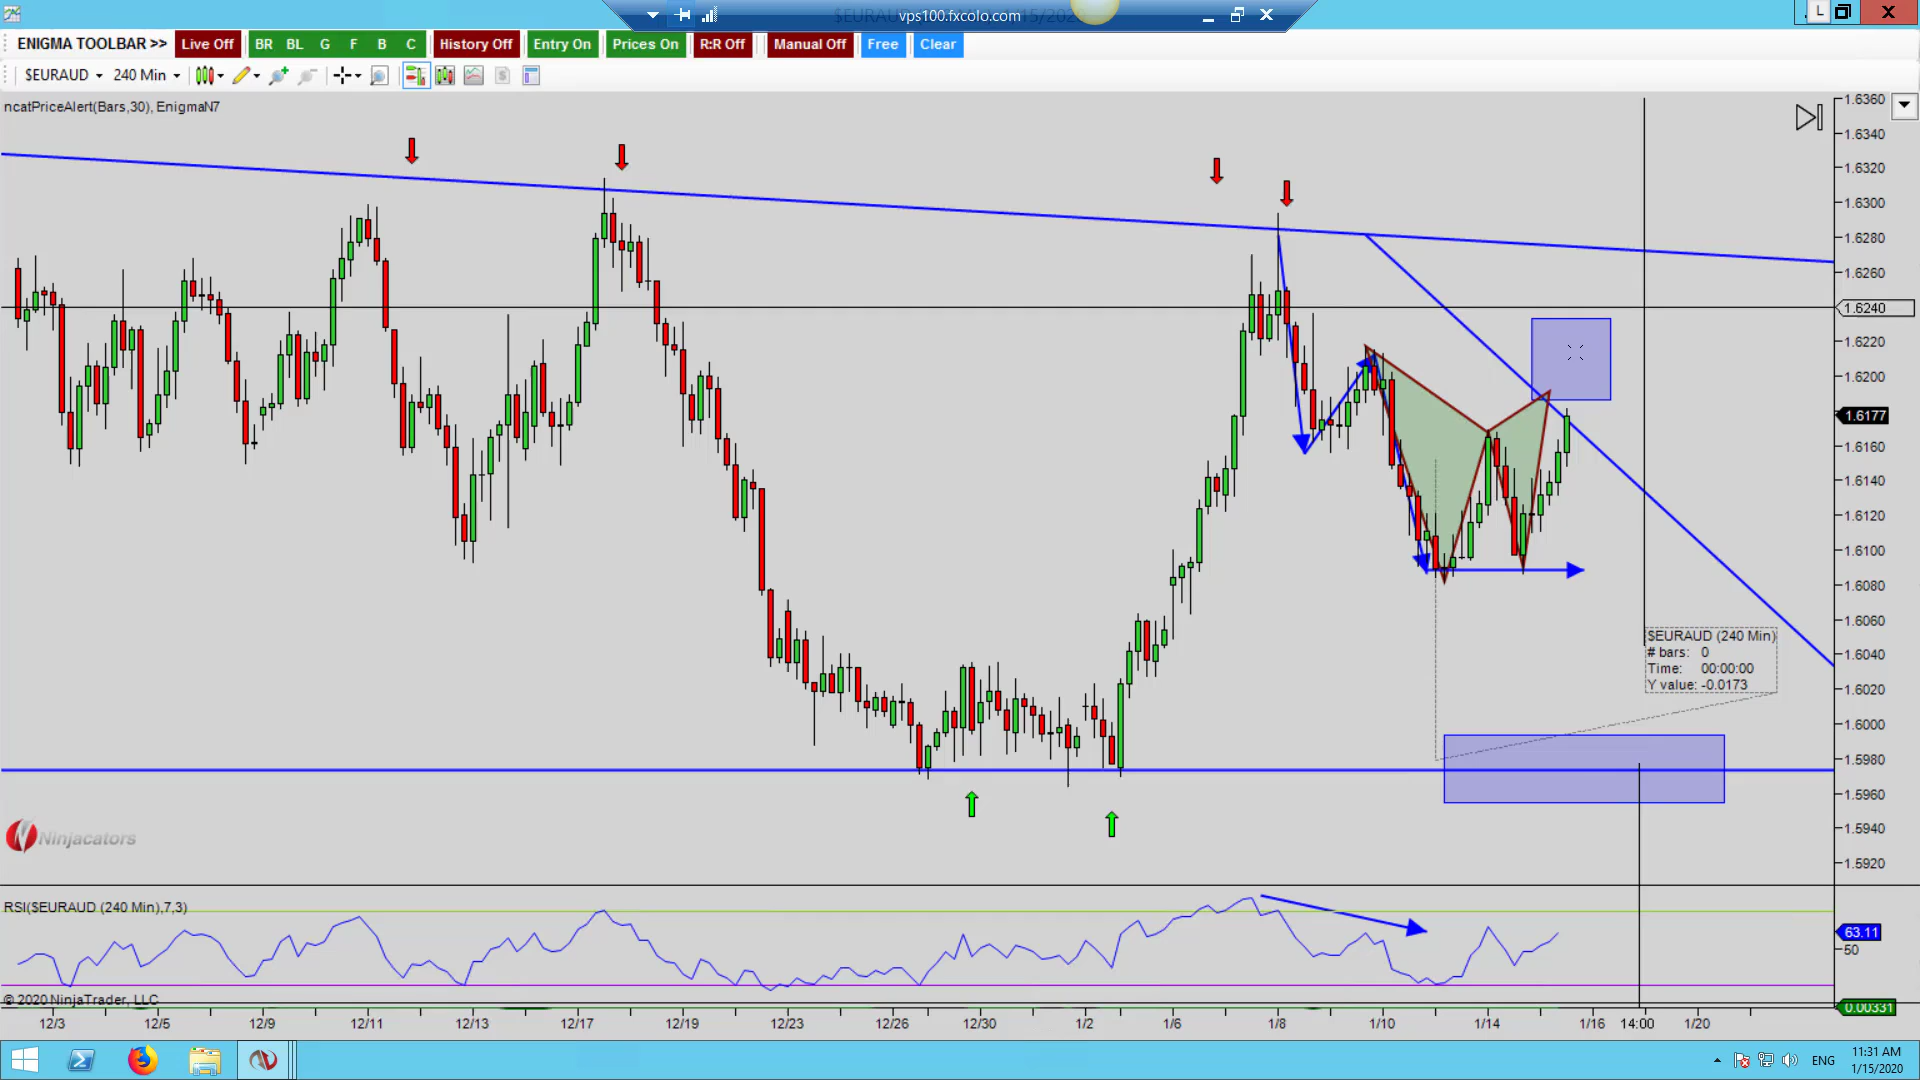 vps100.fxcolo.com
L
ENIGMA TOOLBAR >> Live Off BR BL G F B C History Off Entry On Prices On R:R Off Manual Off Free Clear
$EURAUD 240 Min
ncatPriceAlert(Bars,30), EnigmaN7
1.6360
1.6340
1.6320
1.6300
1.6280
1.6260
1.6240
1.6220
1.6200
1.6177
1.6160
1.6140
1.6120
1.6100
1.6080
1.6060
1.6040
1.6020
1.6000
1.5980
1.5960
1.5940
1.5920
$EURAUD (240 Min)
# bars: 0
Time: 00:00:00
Y value: -0.0173
Ninjacators
RSI($EURAUD (240 Min),7,3)
63.11
50
© 2020 NinjaTrader, LLC
0.00331
12/3 12/5 12/9 12/11 12/13 12/17 12/19 12/23 12/26 12/30 1/2 1/6 1/8 1/10 1/14 1/16 14:00 1/20
ENG
11:31 AM
1/15/2020